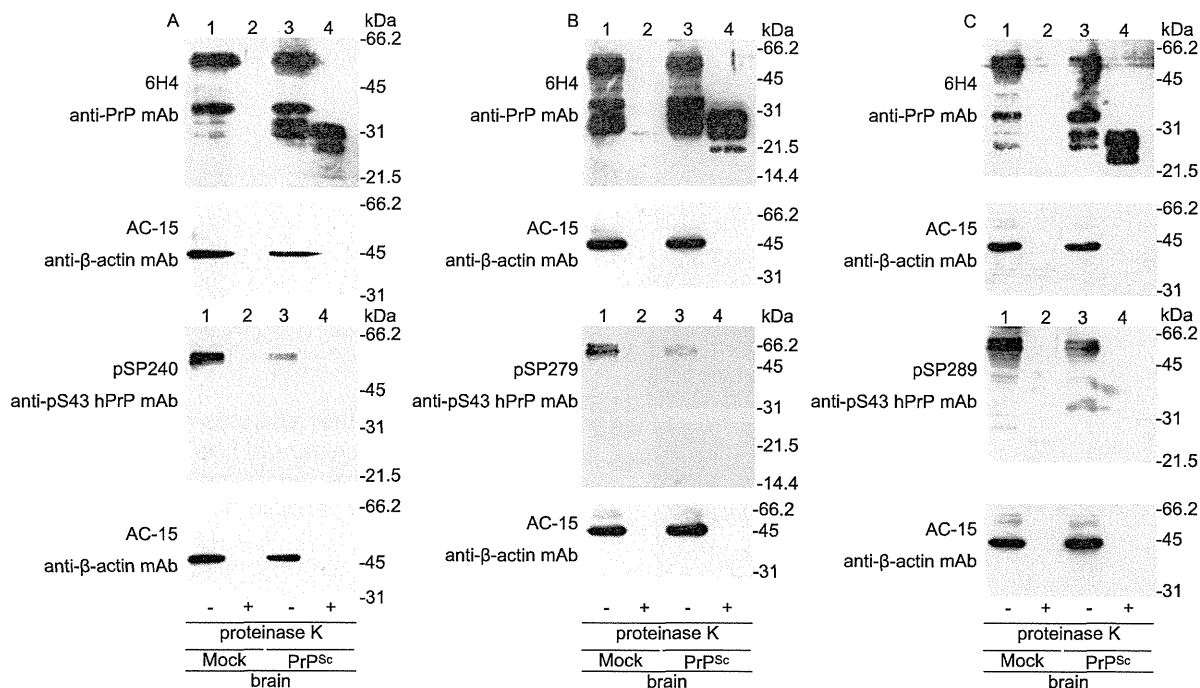 A 1 2 3 4 kDa
-66.2
6H4
anti-PrP mAb
-45
-31
-21.5
-66.2
AC-15
anti-β-actin mAb
-45
-31
1 2 3 4 kDa
-66.2
pSP240
anti-pS43 hPrP mAb
-45
-31
-21.5
-66.2
AC-15
anti-β-actin mAb
-45
-31
- + - +
proteinase K
Mock PrPSc
brain
B 1 2 3 4 kDa
-66.2
6H4
anti-PrP mAb
-45
-31
-21.5
-14.4
-66.2
AC-15
anti-β-actin mAb
-45
-31
1 2 3 4 kDa
-66.2
pSP279
anti-pS43 hPrP mAb
-45
-31
-21.5
-14.4
-66.2
AC-15
anti-β-actin mAb
-45
-31
- + - +
proteinase K
Mock PrPSc
brain
C 1 2 3 4 kDa
-66.2
6H4
anti-PrP mAb
-45
-31
-21.5
-66.2
AC-15
anti-β-actin mAb
-45
-31
1 2 3 4 kDa
-66.2
pSP289
anti-pS43 hPrP mAb
-45
-31
-21.5
-66.2
AC-15
anti-β-actin mAb
-45
-31
- + - +
proteinase K
Mock PrPSc
brain